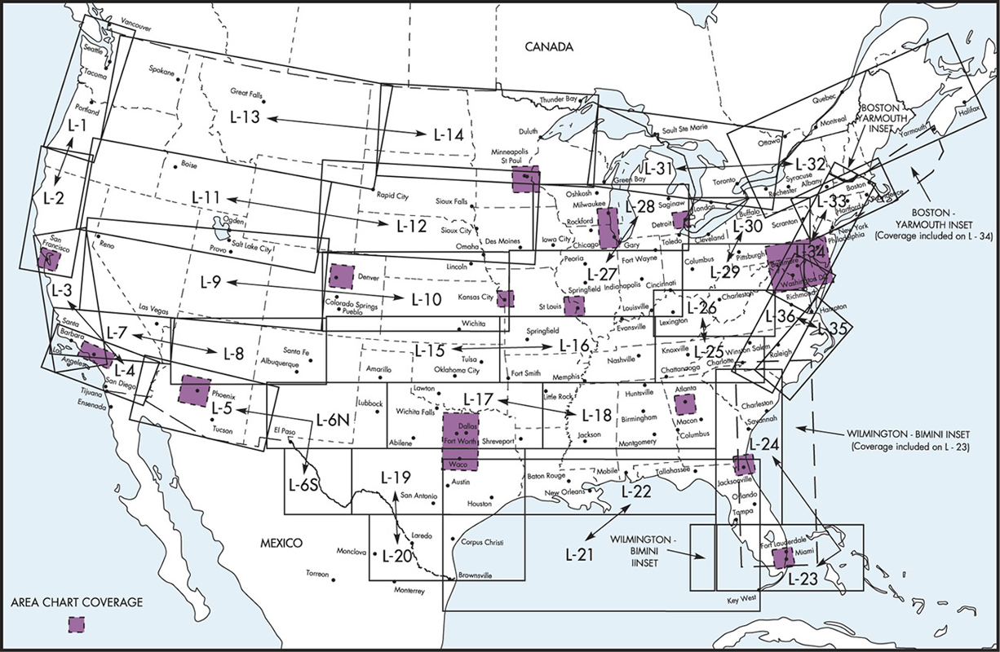 Vancouver
CANADA
Seattle
Tacoma
Spokane
Great Falls
L-13
L-14
Thunder Bay
Duluth
Sault Ste Marie
Quebec
Montreal
Ottawa
Halifax
Yarmouth
BOSTON -
YARMOUTH
INSET
Portland
L-1
L-2
Boise
L-11
L-12
Rapid City
Minneapolis
St Paul
Green Bay
L-31
L-32
Toronto
Syracuse
Albany
Rochester
Boston
Providence
Hartford
L-33
BOSTON -
YARMOUTH INSET
(Coverage included on L - 34)
Sioux Falls
Sioux City
Omaha
Des Moines
Oshkosh
Milwaukee
Rockford
Iowa City
Chicago
Gary
L-28
Saginaw
Detroit
Toledo
London
Buffalo
Cleveland
L-30
Scranton
New York
Philadelphia
L-34
San
Francisco
Reno
Ogden
Salt Lake City
Provo
L-9
L-10
Denver
Colorado Springs
Pueblo
Lincoln
Kansas City
Peoria
L-27
Fort Wayne
Springfield
Indianapolis
Cincinnati
St Louis
Louisville
Evansville
Columbus
Pittsburgh
L-29
Charleston
Baltimore
Washington DC
Richmond
Hampton
L-26
Lexington
L-36
L-35
L-3
Las Vegas
L-7
L-8
Santa
Barbara
Los
Angeles
L-4
San Diego
Tijuana
Ensenada
Santa Fe
Albuquerque
Wichita
L-15
L-16
Springfield
Tulsa
Oklahoma City
Amarillo
Fort Smith
Memphis
Nashville
Knoxville
Chattanooga
L-25
Charlotte
Winston Salem
Raleigh
Phoenix
L-5
Tucson
El Paso
L-6N
Lubbock
Lawton
Wichita Falls
Abilene
L-17
Dallas
Fort Worth
Waco
Shreveport
Little Rock
L-18
Jackson
Huntsville
Birmingham
Montgomery
Atlanta
Macon
Columbus
Charleston
Savannah
L-24
WILMINGTON - BIMINI INSET
(Coverage included on L - 23)
L-6S
L-19
San Antonio
Austin
Houston
Baton Rouge
New Orleans
Mobile
Tallahassee
Jacksonville
L-22
Orlando
Tampa
MEXICO
Laredo
Corpus Christi
Monclova
L-20
Brownsville
Torreon
Monterrey
L-21
WILMINGTON -
BIMINI
IINSET
Fort Lauderdale
Miami
L-23
Key West
AREA CHART COVERAGE